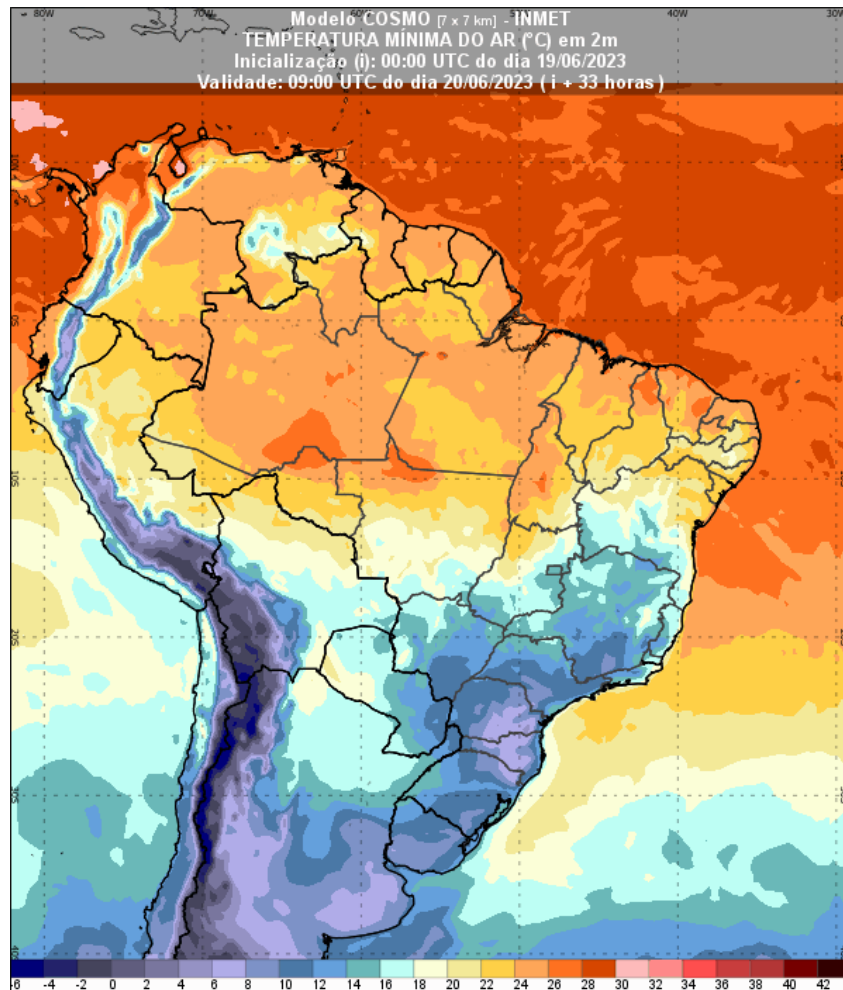 80W 70W 60W 50W 40W 30W
Modelo COSMO [7 x 7 km] - INMET
TEMPERATURA MÍNIMA DO AR (°C) em 2m
Inicialização (i): 00:00 UTC do dia 19/06/2023
Validade: 09:00 UTC do dia 20/06/2023 ( i + 33 horas )
10S
20S
-6 -4 -2 0 2 4 6 8 10 12 14 16 18 20 22 24 26 28 30 32 34 36 38 40 42